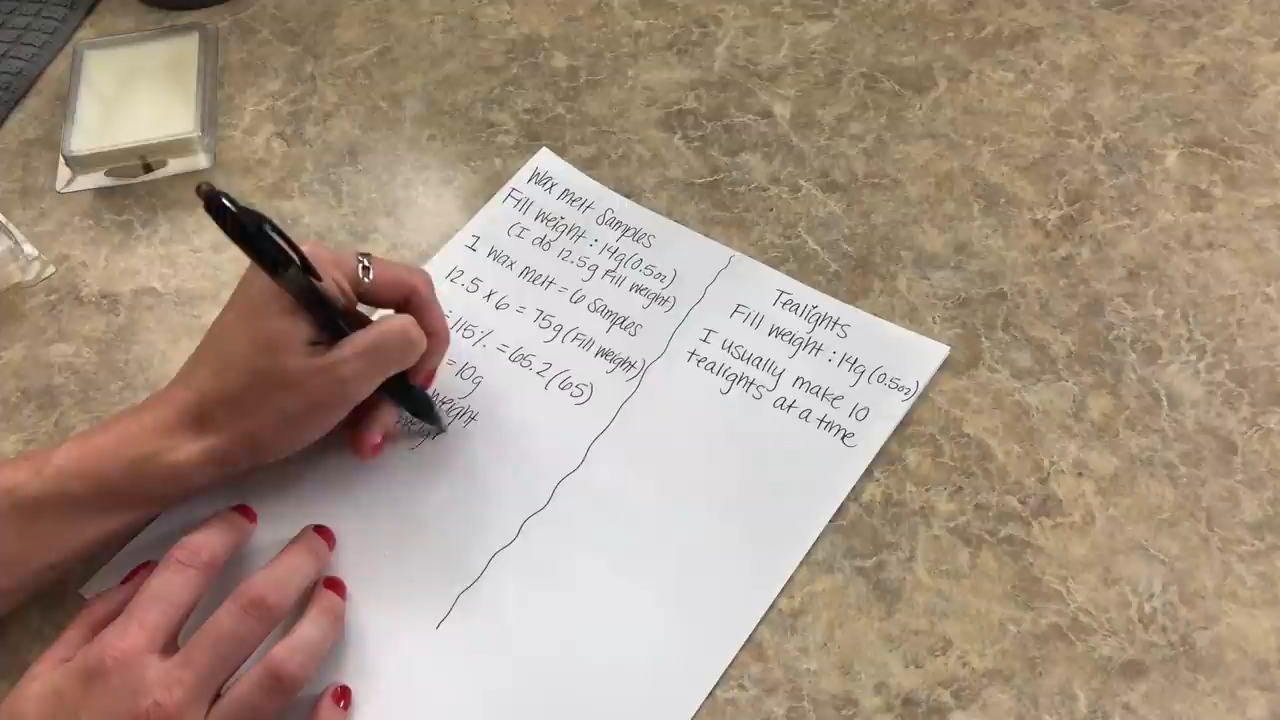 Wax melt Samples
Fill weight : 14g (0.5oz)
(I do 12.5g Fill weight)
1 wax melt = 6 Samples
12.5 x 6 = 75g (Fill weight)
115% = 65.2 (65)
= 10g
weight
Tealights
Fill weight : 14g (0.5oz)
I usually make 10
tealights at a time